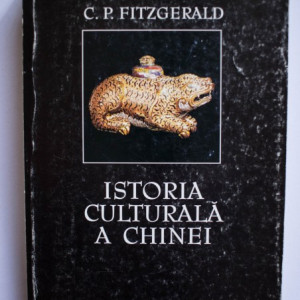 C. P. FITZGERALD
ISTORIA
CULTURALĂ
A CHINEI